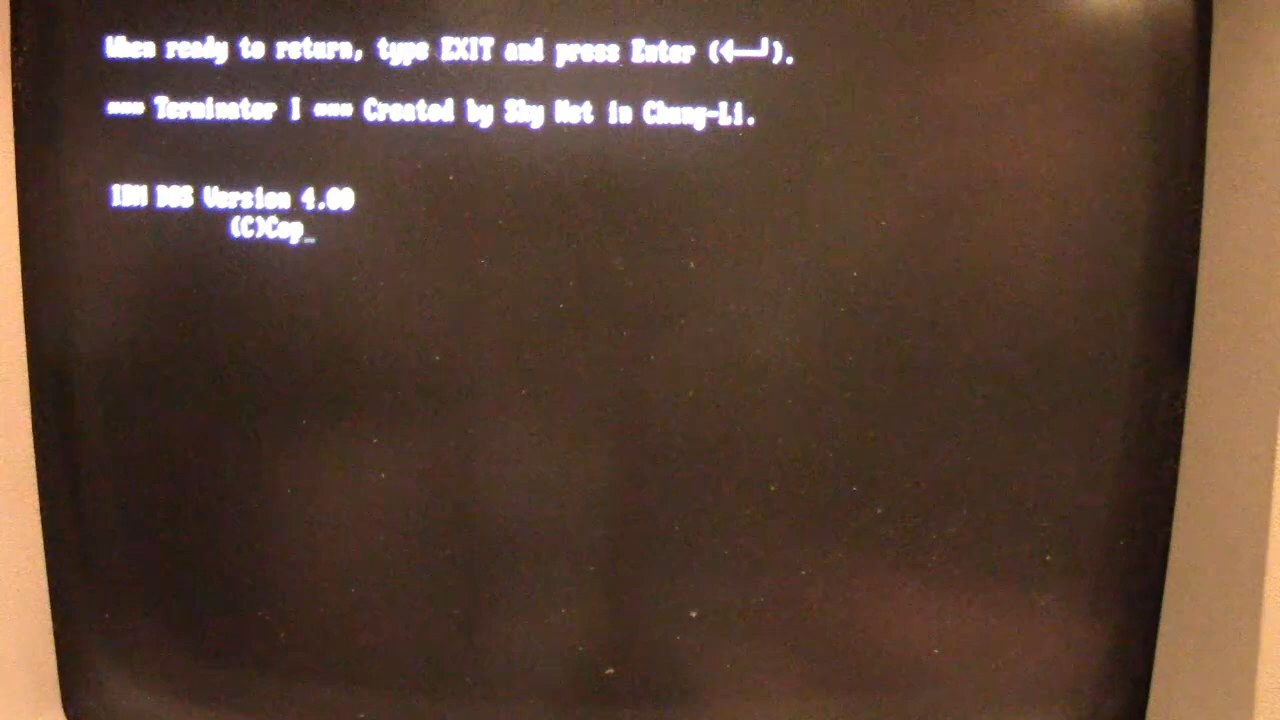 When ready to return, type EXIT and press Enter (◄─┘).
=== Terminator I === Created by Sky Net in Chung-Li.
IBM DOS Version 4.00
(C)Cop_